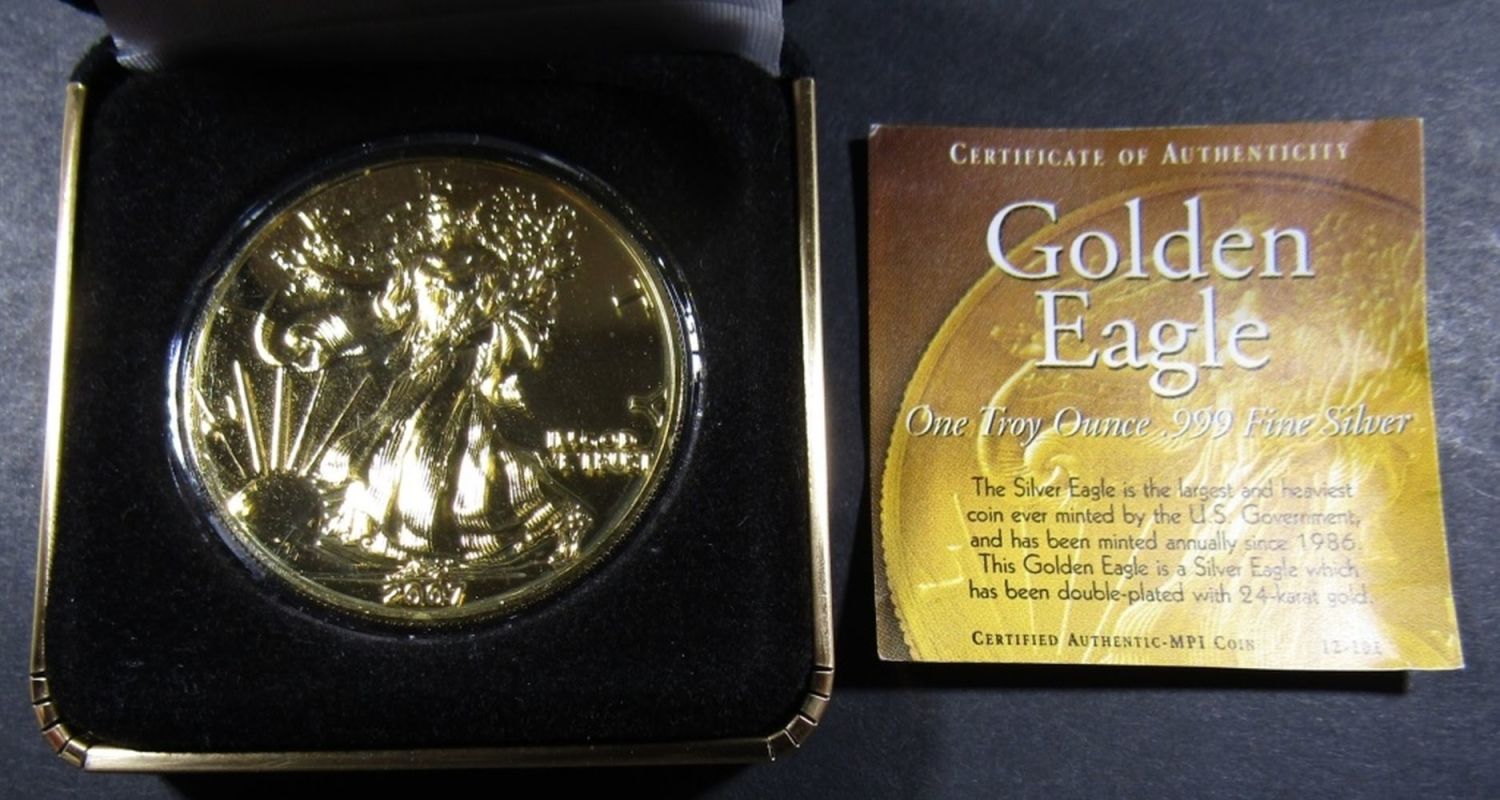 IN GOD
WE TRUST
2007
CERTIFICATE OF AUTHENTICITY
Golden
Eagle
One Troy Ounce .999 Fine Silver
The Silver Eagle is the largest and heaviest
coin ever minted by the U.S. Government,
and has been minted annually since 1986.
This Golden Eagle is a Silver Eagle which
has been double-plated with 24-karat gold.
CERTIFIED AUTHENTIC-MPI COIN